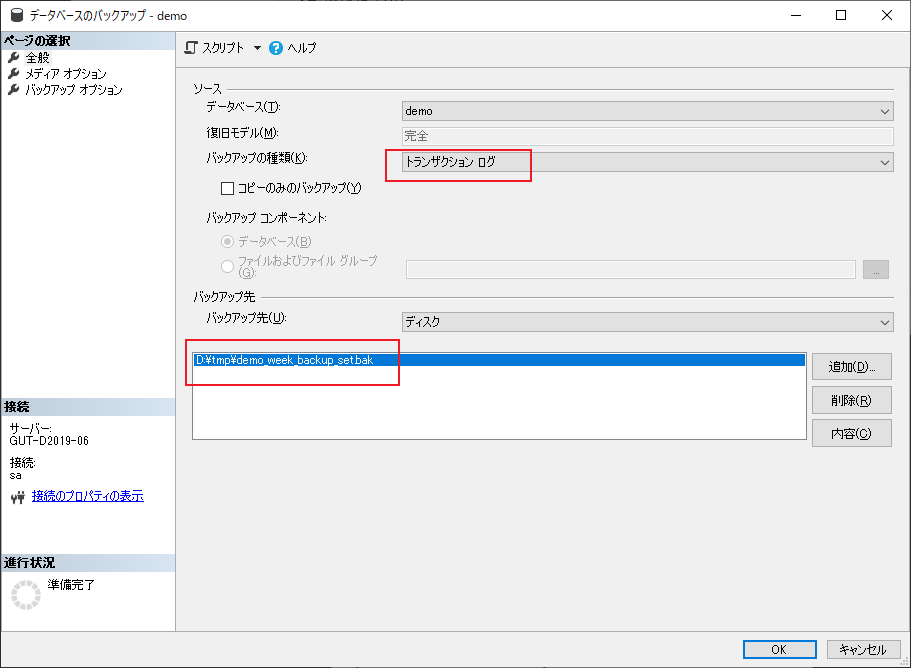 データベースのバックアップ - demo
ページの選択
全般
メディア オプション
バックアップ オプション
スクリプト
ヘルプ
ソース
データベース(T):
demo
復旧モデル(M):
完全
バックアップの種類(K):
トランザクション ログ
コピーのみのバックアップ(Y)
バックアップ コンポーネント:
データベース(B)
ファイルおよびファイル グループ
(G):
...
バックアップ先
バックアップ先(U):
ディスク
D:¥tmp¥demo_week_backup_set.bak
追加(D)...
削除(R)
内容(C)
接続
サーバー:
GUT-D2019-06
接続:
sa
接続のプロパティの表示
進行状況
準備完了
OK
キャンセル